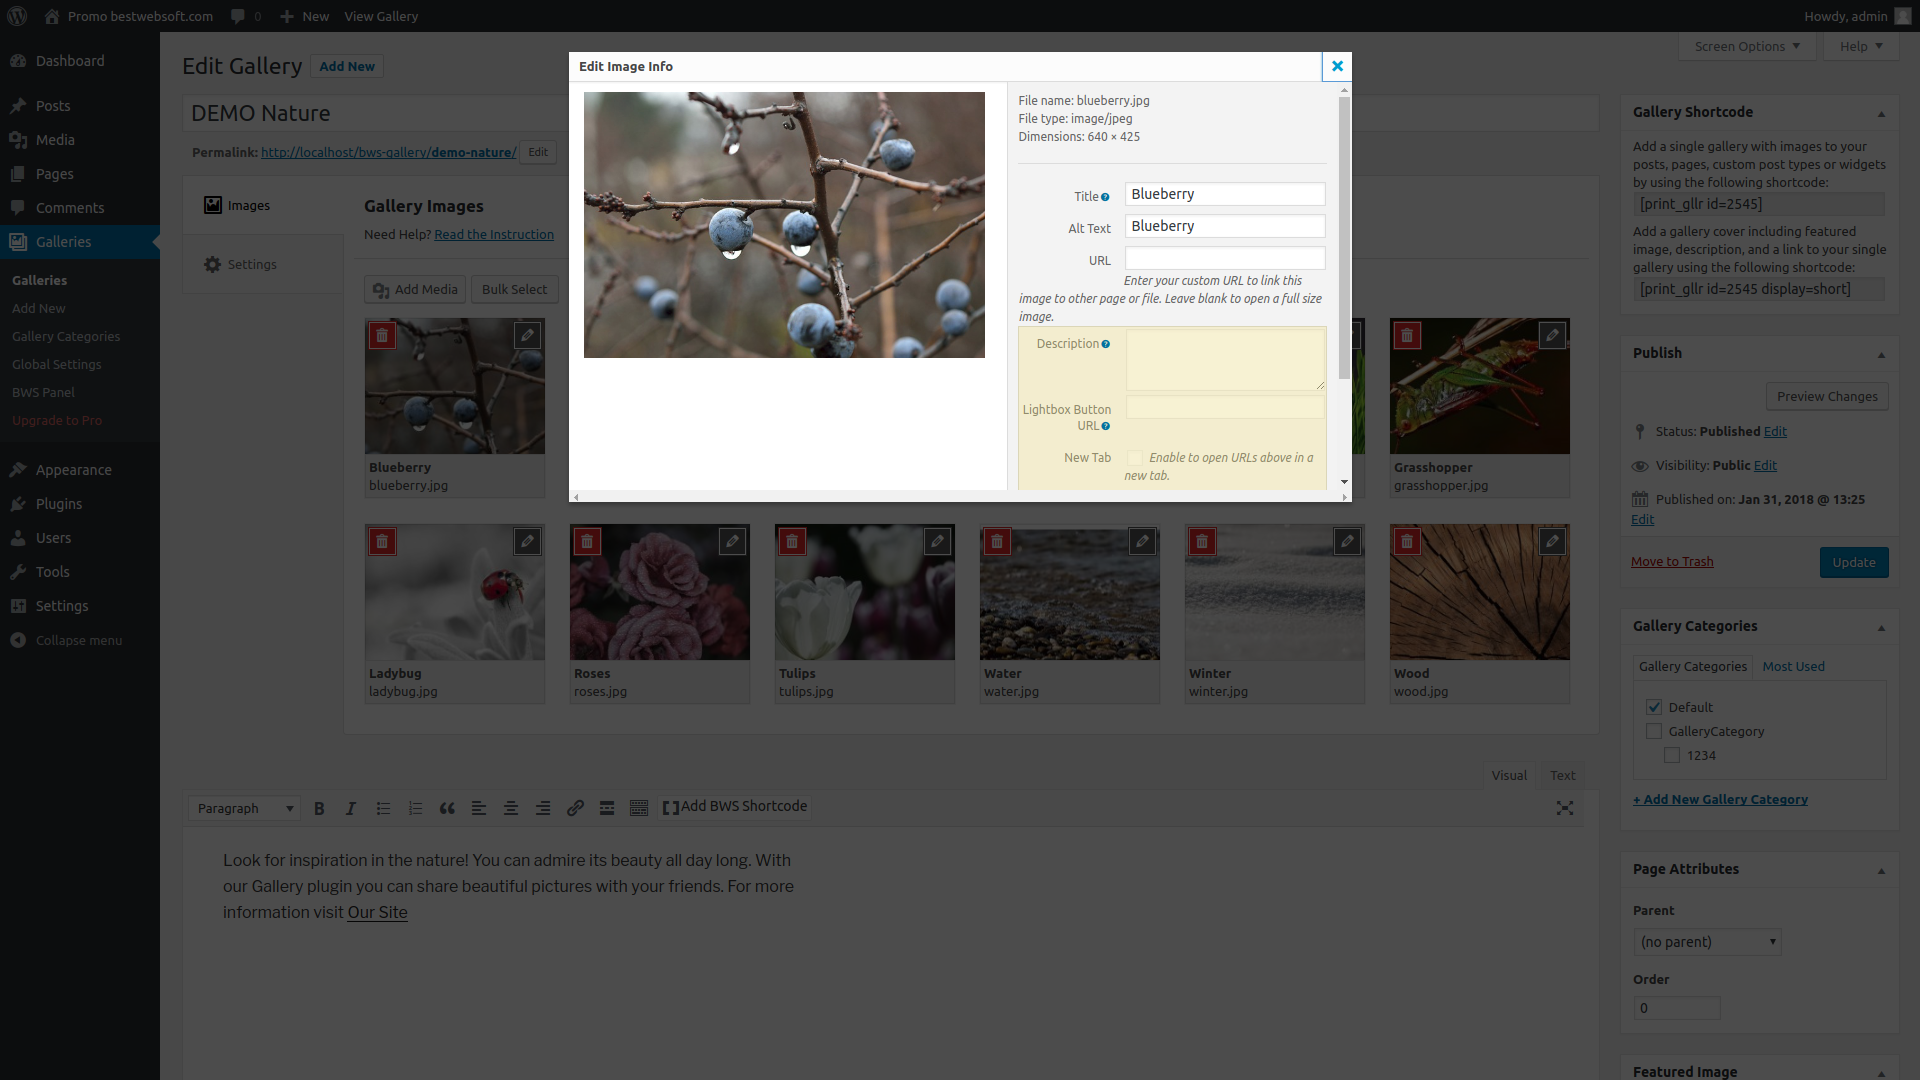 Promo bestwebsoft.com
0
New
View Gallery
Howdy, admin
Dashboard
Posts
Media
Pages
Comments
Galleries
Galleries
Add New
Gallery Categories
Global Settings
BWS Panel
Upgrade to Pro
Appearance
Plugins
Users
Tools
Settings
Collapse menu
Screen Options
Help
Edit Gallery
Add New
DEMO Nature
Permalink: http://localhost/bws-gallery/demo-nature/
Edit
Images
Settings
Gallery Images
Need Help? Read the Instruction
Add Media
Bulk Select
Blueberry
blueberry.jpg
Grasshopper
grasshopper.jpg
Ladybug
ladybug.jpg
Roses
roses.jpg
Tulips
tulips.jpg
Water
water.jpg
Winter
winter.jpg
Wood
wood.jpg
Edit Image Info
File name: blueberry.jpg
File type: image/jpeg
Dimensions: 640 × 425
Title
Blueberry
Alt Text
Blueberry
URL
Enter your custom URL to link this
image to other page or file. Leave blank to open a full size
image.
Description
Lightbox Button
URL
New Tab
Enable to open URLs above in a
new tab.
Visual
Text
Paragraph
Add BWS Shortcode
Look for inspiration in the nature! You can admire its beauty all day long. With
our Gallery plugin you can share beautiful pictures with your friends. For more
information visit Our Site
Gallery Shortcode
Add a single gallery with images to your
posts, pages, custom post types or widgets
by using the following shortcode:
[print_gllr id=2545]
Add a gallery cover including featured
image, description, and a link to your single
gallery using the following shortcode:
[print_gllr id=2545 display=short]
Publish
Preview Changes
Status: Published Edit
Visibility: Public Edit
Published on: Jan 31, 2018 @ 13:25
Edit
Move to Trash
Update
Gallery Categories
Gallery Categories
Most Used
Default
GalleryCategory
1234
+ Add New Gallery Category
Page Attributes
Parent
(no parent)
Order
0
Featured Image